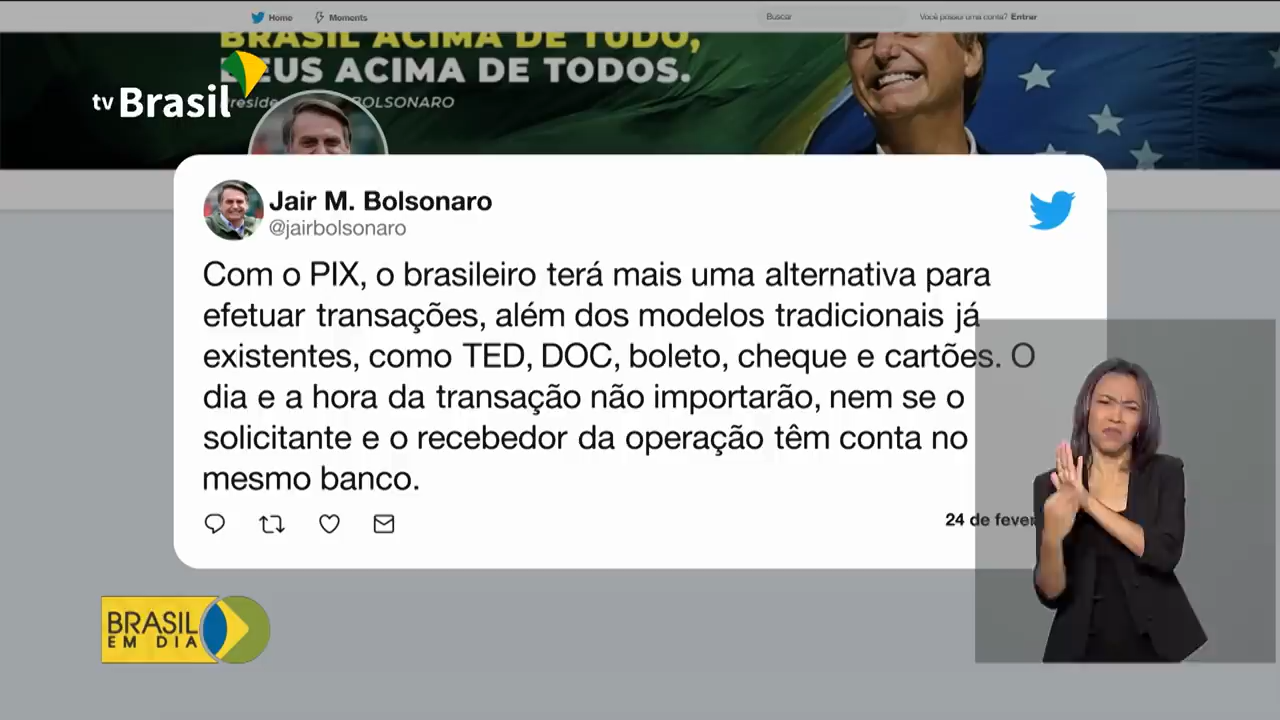 Home Moments Buscar Você possui uma conta? Entrar
BRASIL ACIMA DE TUDO,
DEUS ACIMA DE TODOS.
tv Brasil
BOLSONARO
Jair M. Bolsonaro
@jairbolsonaro
Com o PIX, o brasileiro terá mais uma alternativa para
efetuar transações, além dos modelos tradicionais já
existentes, como TED, DOC, boleto, cheque e cartões. O
dia e a hora da transação não importarão, nem se o
solicitante e o recebedor da operação têm conta no
mesmo banco.
24 de fever
BRASIL
EM DIA